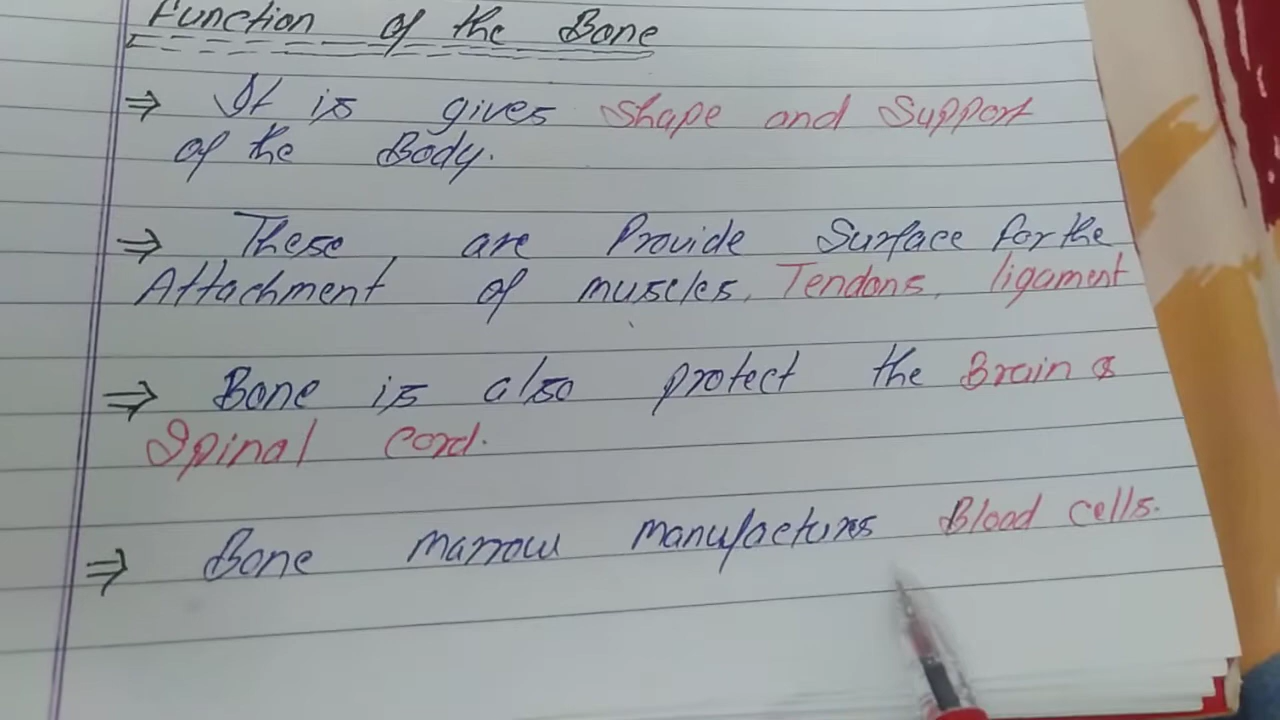 Function of the Bone
⇒ It is gives shape and Support
of the Body.
⇒ These are Provide Surface for the
Attachment of muscles, Tendons, ligament
⇒ Bone is also protect the Brain &
Spinal cord.
⇒ Bone marrow manufactures Blood cells.